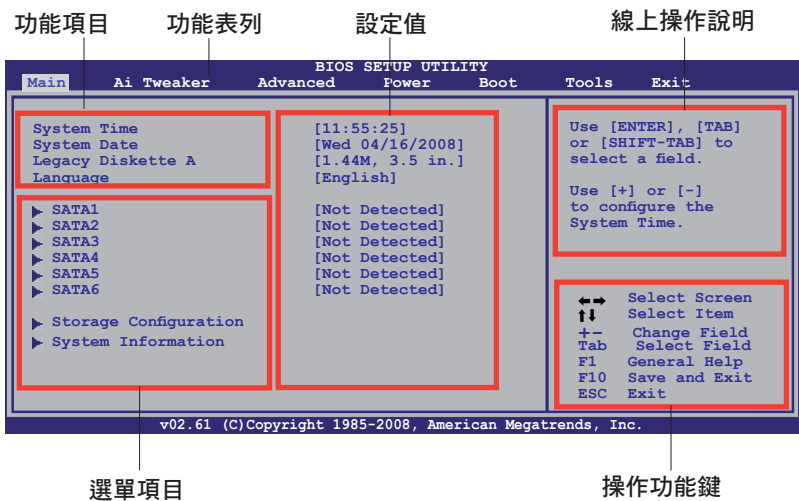 功能項目 功能表列 設定值 線上操作說明
BIOS SETUP UTILITY
Main Ai Tweaker Advanced Power Boot Tools Exit
System Time [11:55:25]
System Date [Wed 04/16/2008]
Legacy Diskette A [1.44M, 3.5 in.]
Language [English]
SATA1 [Not Detected]
SATA2 [Not Detected]
SATA3 [Not Detected]
SATA4 [Not Detected]
SATA5 [Not Detected]
SATA6 [Not Detected]
Storage Configuration
System Information
Use [ENTER], [TAB]
or [SHIFT-TAB] to
select a field.
Use [+] or [-]
to configure the
System Time.
←→ Select Screen
↑↓ Select Item
+- Change Field
Tab Select Field
F1 General Help
F10 Save and Exit
ESC Exit
v02.61 (C)Copyright 1985-2008, American Megatrends, Inc.
選單項目 操作功能鍵